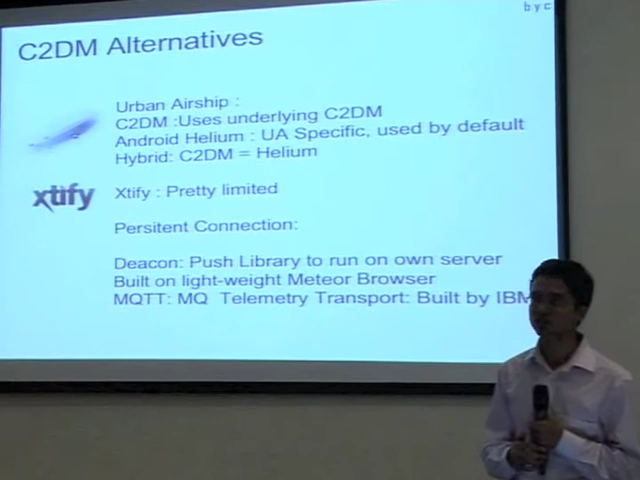 byc
C2DM Alternatives
Urban Airship :
C2DM :Uses underlying C2DM
Android Helium : UA Specific, used by default
Hybrid: C2DM = Helium
xtify
Xtify : Pretty limited
Persitent Connection:
Deacon: Push Library to run on own server
Built on light-weight Meteor Browser
MQTT: MQ Telemetry Transport: Built by IBM